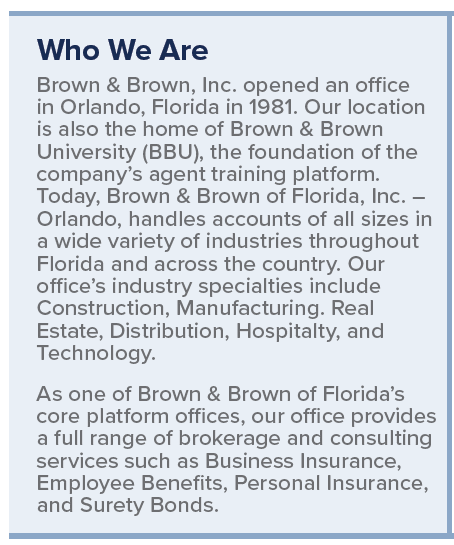 Who We Are
Brown & Brown, Inc. opened an office
in Orlando, Florida in 1981. Our location
is also the home of Brown & Brown
University (BBU), the foundation of the
company’s agent training platform.
Today, Brown & Brown of Florida, Inc. –
Orlando, handles accounts of all sizes in
a wide variety of industries throughout
Florida and across the country. Our
office’s industry specialties include
Construction, Manufacturing. Real
Estate, Distribution, Hospitalty, and
Technology.
As one of Brown & Brown of Florida’s
core platform offices, our office provides
a full range of brokerage and consulting
services such as Business Insurance,
Employee Benefits, Personal Insurance,
and Surety Bonds.